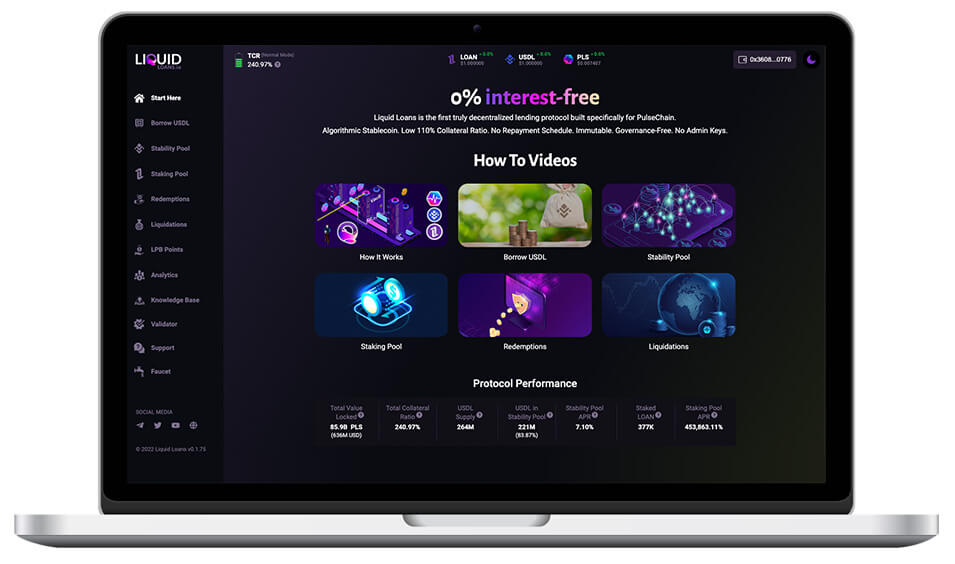 LIQUID
LOANS.IO
TCR (Normal Mode)
240.97%
LOAN + 0.0%
$1.000000
USDL + 0.0%
$1.000000
PLS + 0.0%
$0.007407
0x3608...0776
Start Here
Borrow USDL
Stability Pool
Staking Pool
Redemptions
Liquidations
LPB Points
Analytics
Knowledge Base
Validator
Support
Faucet
SOCIAL MEDIA
© 2022 Liquid Loans v0.1.75
0% interest-free
Liquid Loans is the first truly decentralized lending protocol built specifically for PulseChain.
Algorithmic Stablecoin. Low 110% Collateral Ratio. No Repayment Schedule. Immutable. Governance-Free. No Admin Keys.
How To Videos
How It Works
Borrow USDL
Stability Pool
Staking Pool
Redemptions
Liquidations
Protocol Performance
Total Value
Locked
85.9B PLS
(636M USD)
Total Collateral
Ratio
240.97%
USDL
Supply
264M
USDL in
Stability Pool
221M
(83.87%)
Stability Pool
APR
7.10%
Staked
LOAN
377K
Staking Pool
APR
453,863.11%